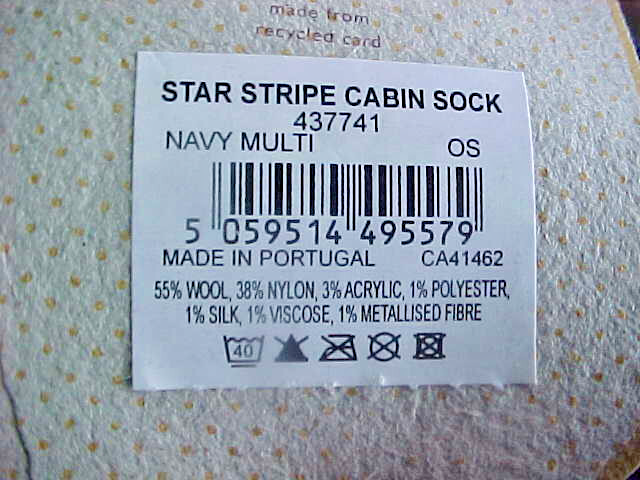 made from
recycled card
STAR STRIPE CABIN SOCK
437741
NAVY MULTI OS
5 059514 495579
MADE IN PORTUGAL CA41462
55% WOOL, 38% NYLON, 3% ACRYLIC, 1% POLYESTER,
1% SILK, 1% VISCOSE, 1% METALLISED FIBRE
40